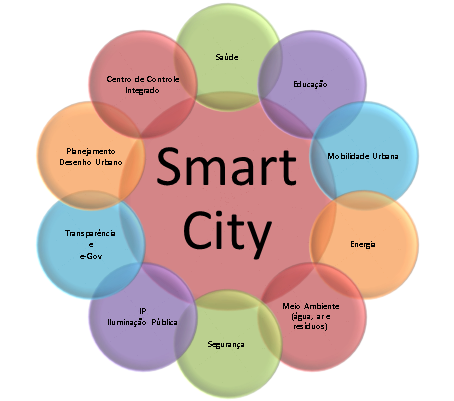 Saúde
Educação
Mobilidade Urbana
Energia
Meio Ambiente
(água, ar e
resíduos)
Segurança
IP
Iluminação Pública
Transparência
e
e-Gov
Planejamento
Desenho Urbano
Centro de Controle
Integrado
Smart
City